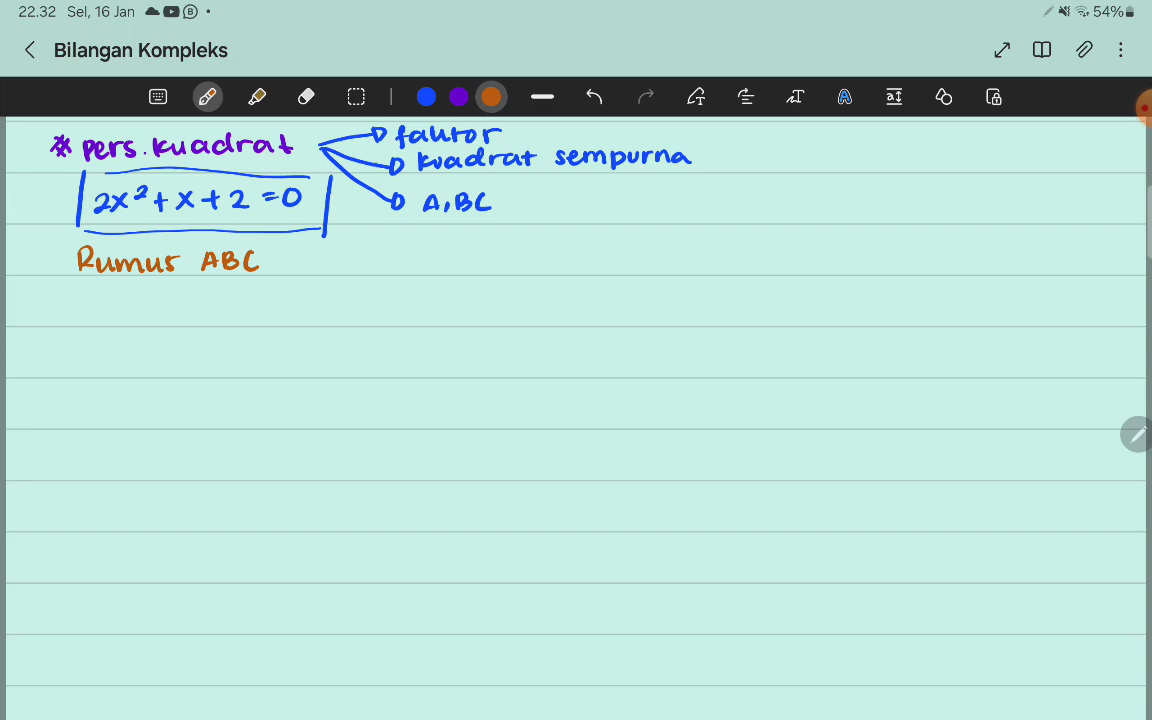 22.32 Sel, 16 Jan 54%
Bilangan Kompleks
* pers. kuadrat
faktor
kuadrat sempurna
A,BC
2x² + x + 2 = 0
Rumus ABC